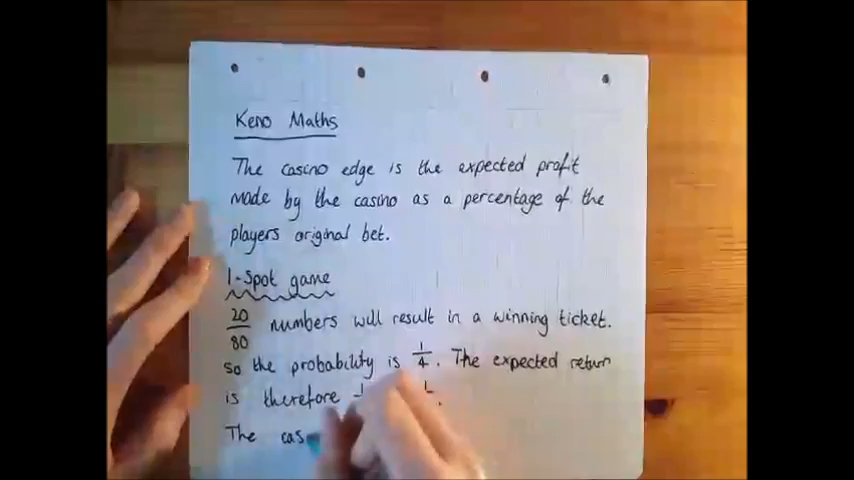 Keno Maths
The casino edge is the expected profit
made by the casino as a percentage of the
players original bet.
1-Spot game
20/80 numbers will result in a winning ticket.
So the probability is 1/4. The expected return
is therefore
The cas